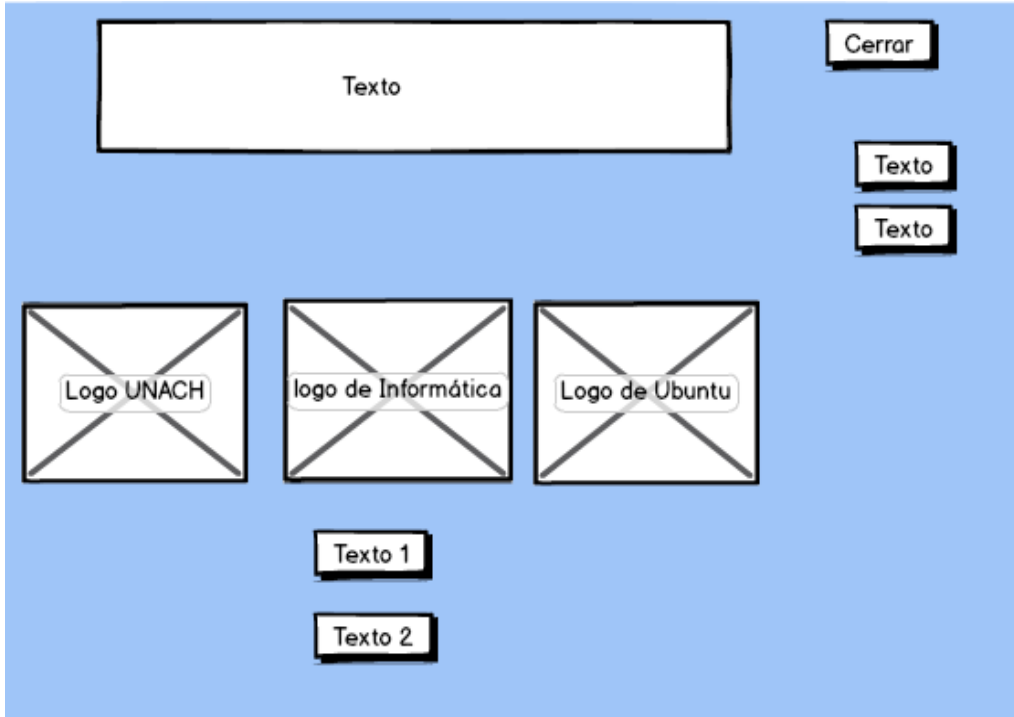 Texto
Cerrar
Texto
Texto
Logo UNACH
logo de Informática
Logo de Ubuntu
Texto 1
Texto 2